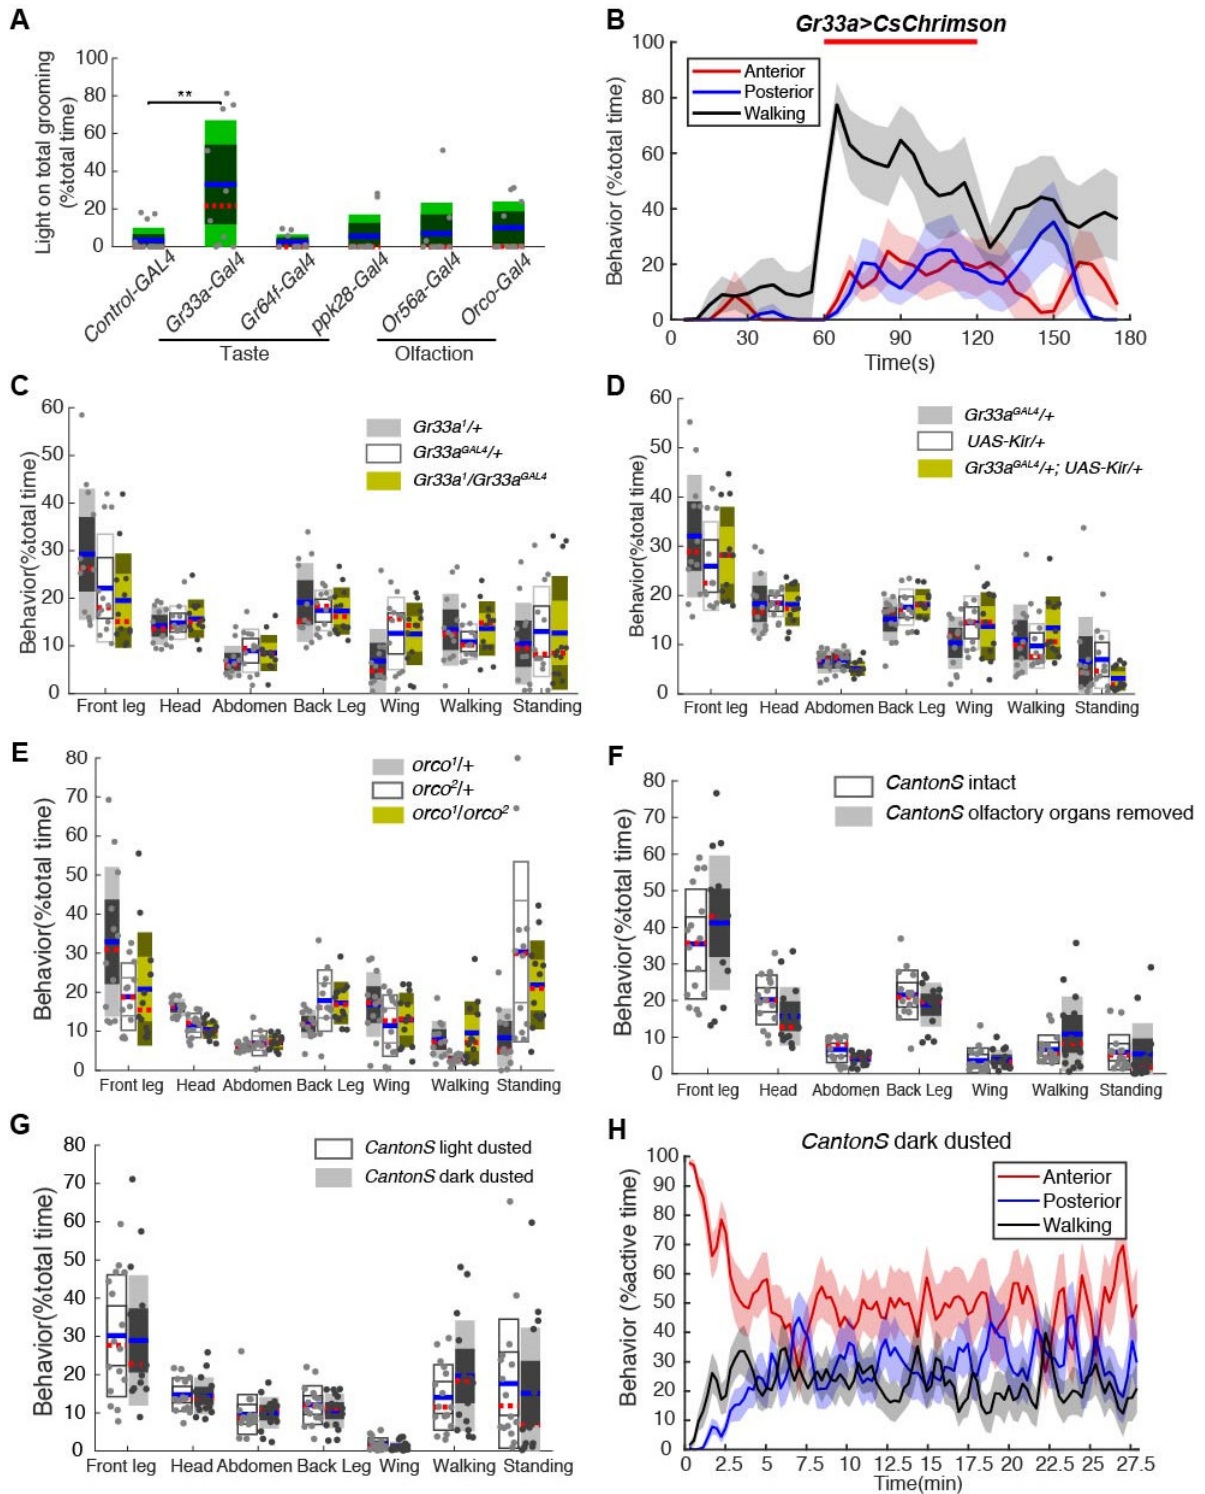 A
Light on total grooming
(%total time)
100
80
60
40
20
0
**
Control-GAL4
Gr33a-Gal4
Gr64f-Gal4
ppk28-Gal4
Or56a-Gal4
Orco-Gal4
Taste
Olfaction
B
Gr33a>CsChrimson
Behavior (%total time)
100
80
60
40
20
0
Anterior
Posterior
Walking
0 30 60 90 120 150 180
Time(s)
C
Behavior(%total time)
60
50
40
30
20
10
0
Gr33a¹/+
Gr33aᴳᴬᴸ⁴/+
Gr33a¹/Gr33aᴳᴬᴸ⁴
Front leg Head Abdomen Back Leg Wing Walking Standing
D
Behavior(%total time)
60
50
40
30
20
10
0
Gr33aᴳᴬᴸ⁴/+
UAS-Kir/+
Gr33aᴳᴬᴸ⁴/+; UAS-Kir/+
Front leg Head Abdomen Back Leg Wing Walking Standing
E
Behavior(%total time)
80
70
60
50
40
30
20
10
0
orco¹/+
orco²/+
orco¹/orco²
Front leg Head Abdomen Back Leg Wing Walking Standing
F
Behavior(%total time)
80
70
60
50
40
30
20
10
0
CantonS intact
CantonS olfactory organs removed
Front leg Head Abdomen Back Leg Wing Walking Standing
G
Behavior(%total time)
80
70
60
50
40
30
20
10
0
CantonS light dusted
CantonS dark dusted
Front leg Head Abdomen Back Leg Wing Walking Standing
H
CantonS dark dusted
Behavior (%active time)
100
90
80
70
60
50
40
30
20
10
0
Anterior
Posterior
Walking
0 2.5 5 7.5 10 12.5 15 17.5 20 22.5 25 27.5
Time(min)